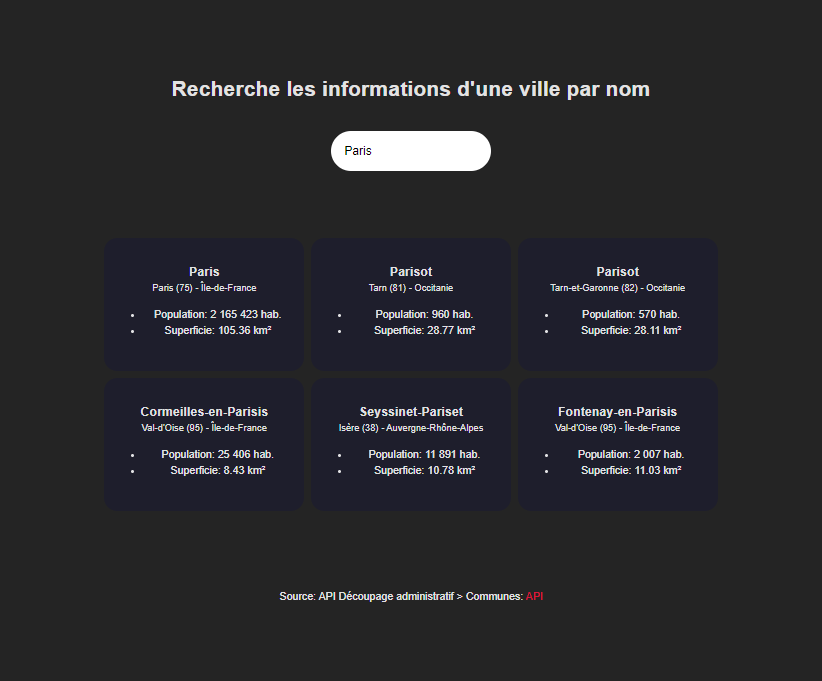 Recherche les informations d'une ville par nom
Paris
Paris
Paris (75) - Île-de-France
Population: 2 165 423 hab.
Superficie: 105.36 km²
Parisot
Tarn (81) - Occitanie
Population: 960 hab.
Superficie: 28.77 km²
Parisot
Tarn-et-Garonne (82) - Occitanie
Population: 570 hab.
Superficie: 28.11 km²
Cormeilles-en-Parisis
Val-d'Oise (95) - Île-de-France
Population: 25 406 hab.
Superficie: 8.43 km²
Seyssinet-Pariset
Isère (38) - Auvergne-Rhône-Alpes
Population: 11 891 hab.
Superficie: 10.78 km²
Fontenay-en-Parisis
Val-d'Oise (95) - Île-de-France
Population: 2 007 hab.
Superficie: 11.03 km²
Source: API Découpage administratif > Communes: API